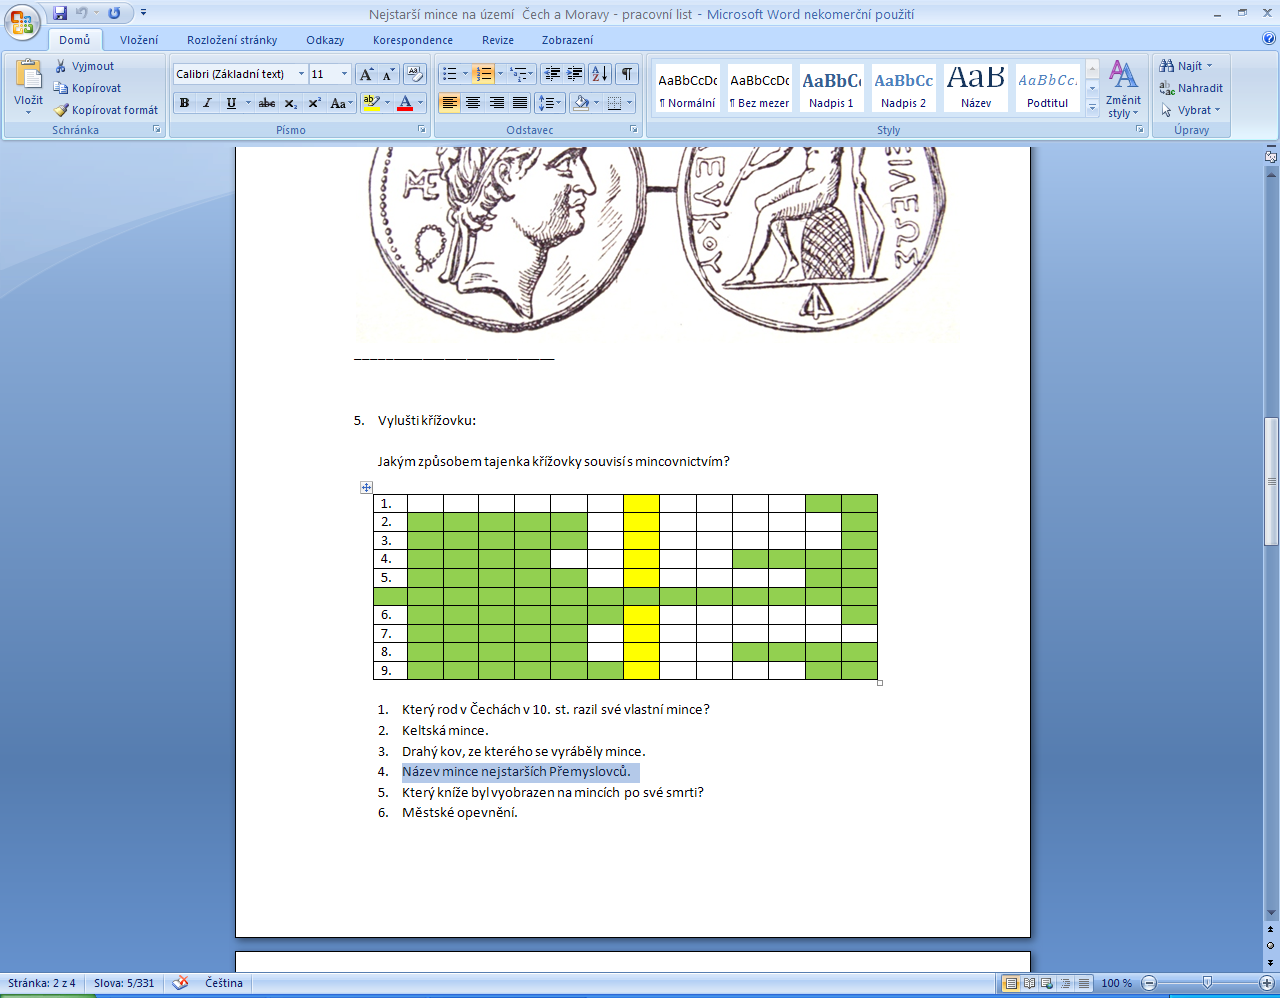 Nejstarší mince na území  Čech a Moravy - pracovní list - Microsoft Word nekomerční použití
Domů Vložení Rozložení stránky Odkazy Korespondence Revize Zobrazení
Vložit
Vyjmout
Kopírovat
Kopírovat formát
Schránka
Calibri (Základní text) 11
B I U abc x₂ x² Aa ab A
Písmo
Odstavec
AaBbCcDc AaBbCcDc AaBbC AaBbCc AaB AaBbCc.
¶ Normální ¶ Bez mezer Nadpis 1 Nadpis 2 Název Podtitul
Změnit styly
Styly
Najít
Nahradit
Vybrat
Úpravy
5. Vylušti křížovku:
Jakým způsobem tajenka křížovky souvisí s mincovnictvím?
1.
2.
3.
4.
5.
6.
7.
8.
9.
1. Který rod v Čechách v 10. st. razil své vlastní mince?
2. Keltská mince.
3. Drahý kov, ze kterého se vyráběly mince.
4. Název mince nejstarších Přemyslovců.
5. Který kníže byl vyobrazen na mincích po své smrti?
6. Městské opevnění.
Stránka: 2 z 4 Slova: 5/331 Čeština 100 %